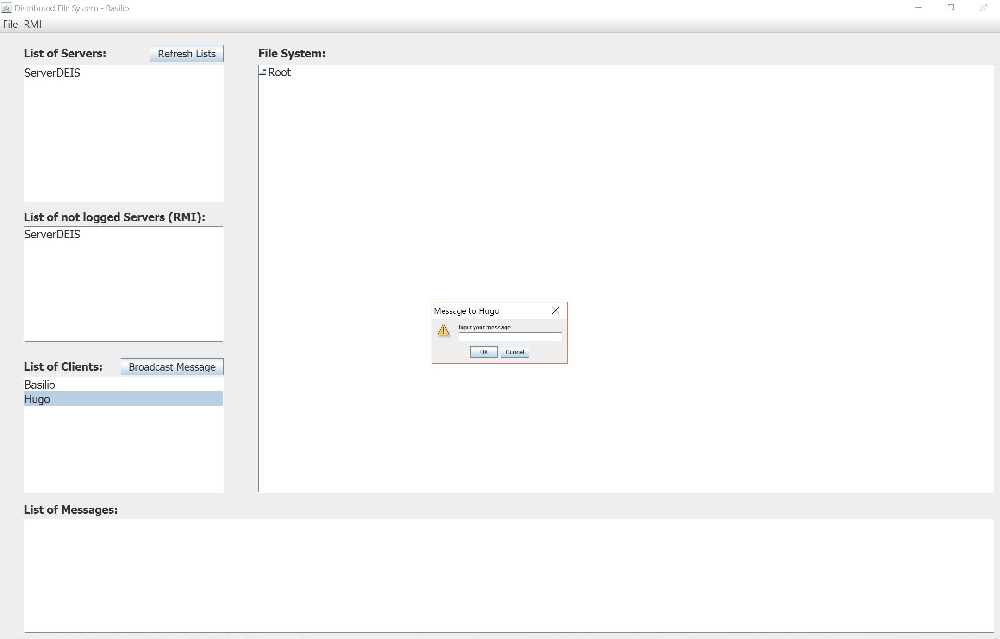 Distributed File System - Basilio
File RMI
List of Servers:
Refresh Lists
ServerDEIS
List of not logged Servers (RMI):
ServerDEIS
List of Clients:
Broadcast Message
Basilio
Hugo
File System:
Root
Message to Hugo
Input your message
OK
Cancel
List of Messages: